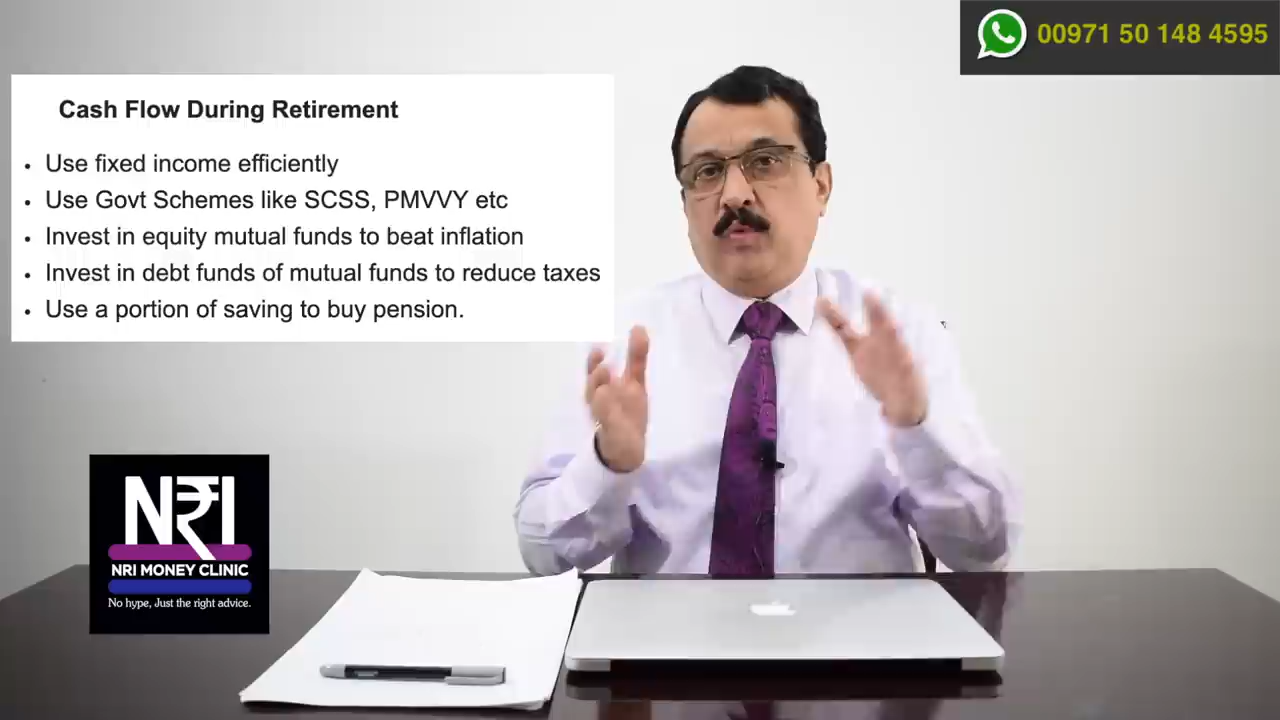 00971 50 148 4595
Cash Flow During Retirement
• Use fixed income efficiently
• Use Govt Schemes like SCSS, PMVVY etc
• Invest in equity mutual funds to beat inflation
• Invest in debt funds of mutual funds to reduce taxes
• Use a portion of saving to buy pension.
NRI
NRI MONEY CLINIC
No hype, Just the right advice.